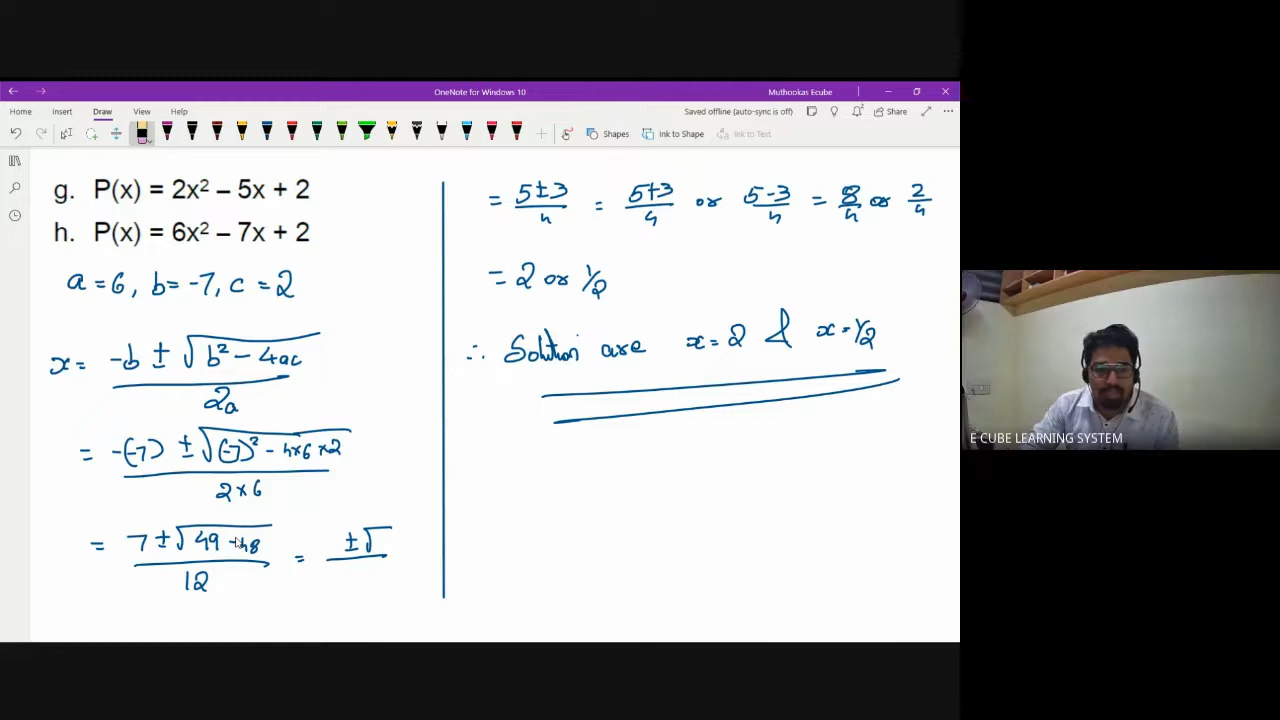 OneNote for Windows 10
Muthookas Ecube
Home Insert Draw View Help
Saved offline (auto-sync is off)
Share
Shapes
Ink to Shape
Ink to Text
g. P(x) = 2x² – 5x + 2
h. P(x) = 6x² – 7x + 2
a = 6, b = -7, c = 2
x = -b ± √b² - 4ac / 2a
= -(-7) ± √(-7)² - 4×6×2 / 2×6
= 7 ± √49 - 48 / 12 = ± √
= 5±3/4 = 5+3/4 or 5-3/4 = 8/4 or 2/4
= 2 or 1/2
∴ Solution are x = 2 & x = 1/2
E CUBE LEARNING SYSTEM